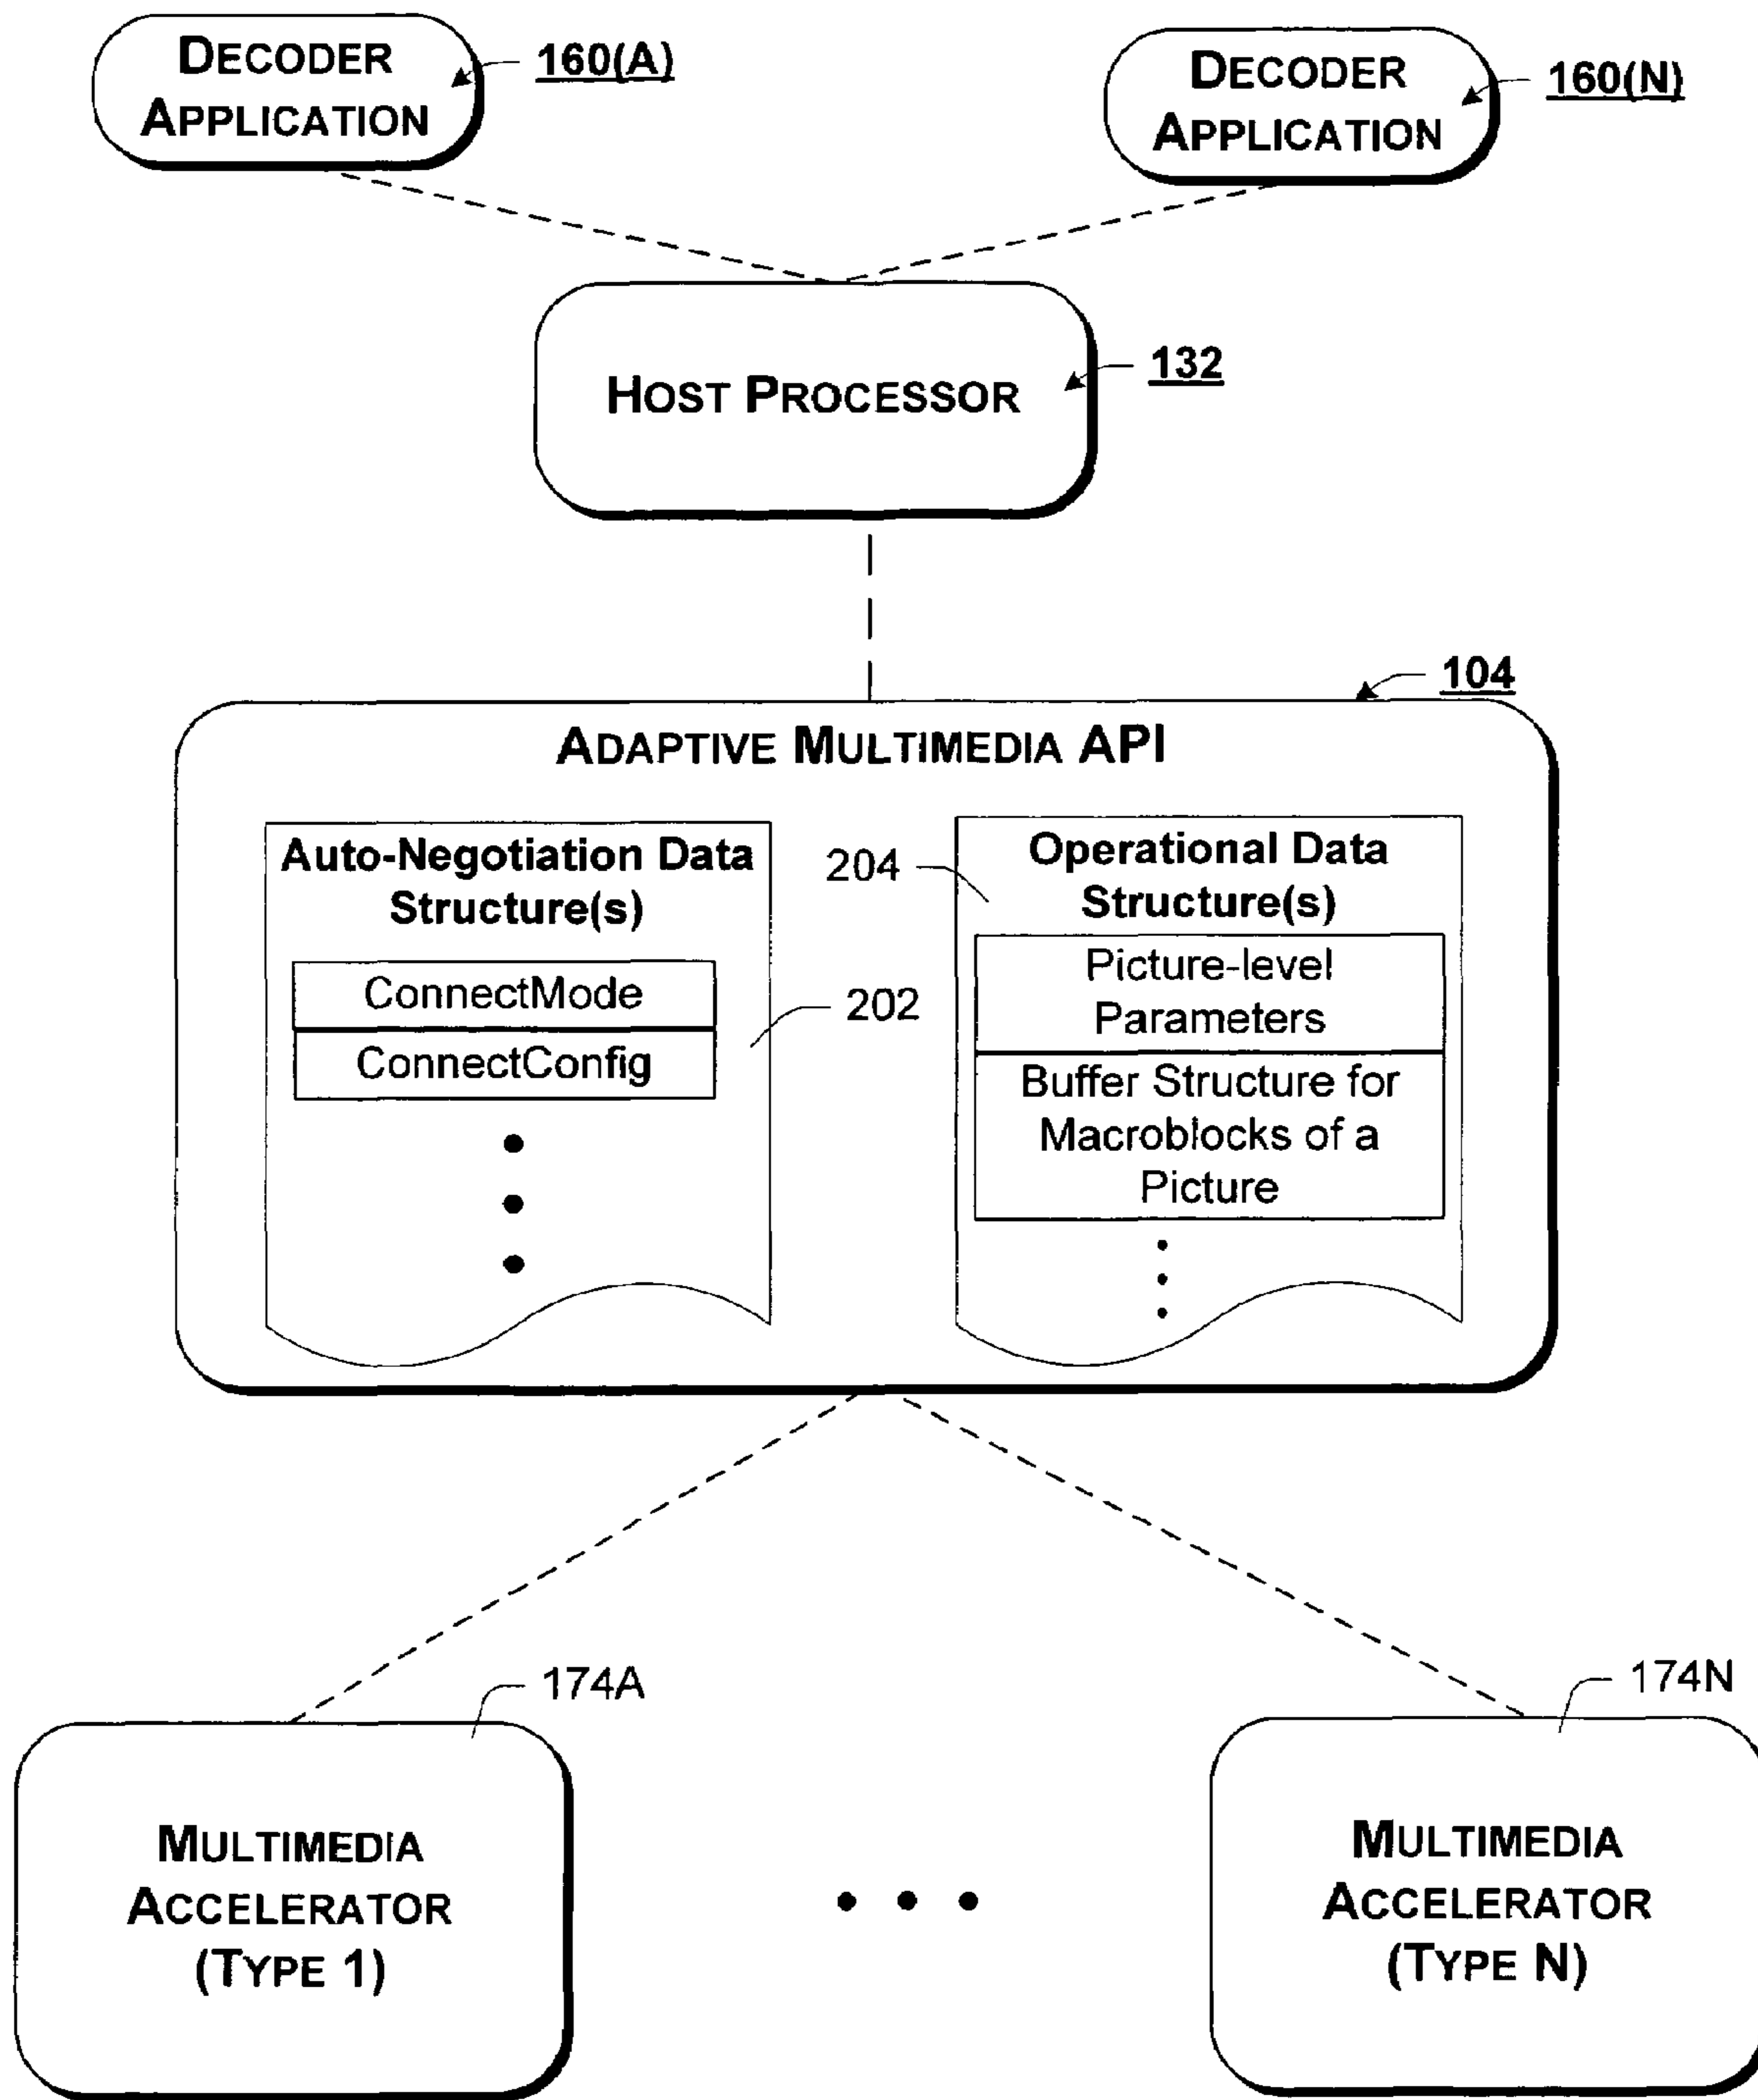 DECODER
APPLICATION
160(A)
DECODER
APPLICATION
160(N)
HOST PROCESSOR
132
104
ADAPTIVE MULTIMEDIA API
Auto-Negotiation Data
Structure(s)
ConnectMode
ConnectConfig
202
204
Operational Data
Structure(s)
Picture-level
Parameters
Buffer Structure for
Macroblocks of a
Picture
174A
MULTIMEDIA
ACCELERATOR
(TYPE 1)
174N
MULTIMEDIA
ACCELERATOR
(TYPE N)